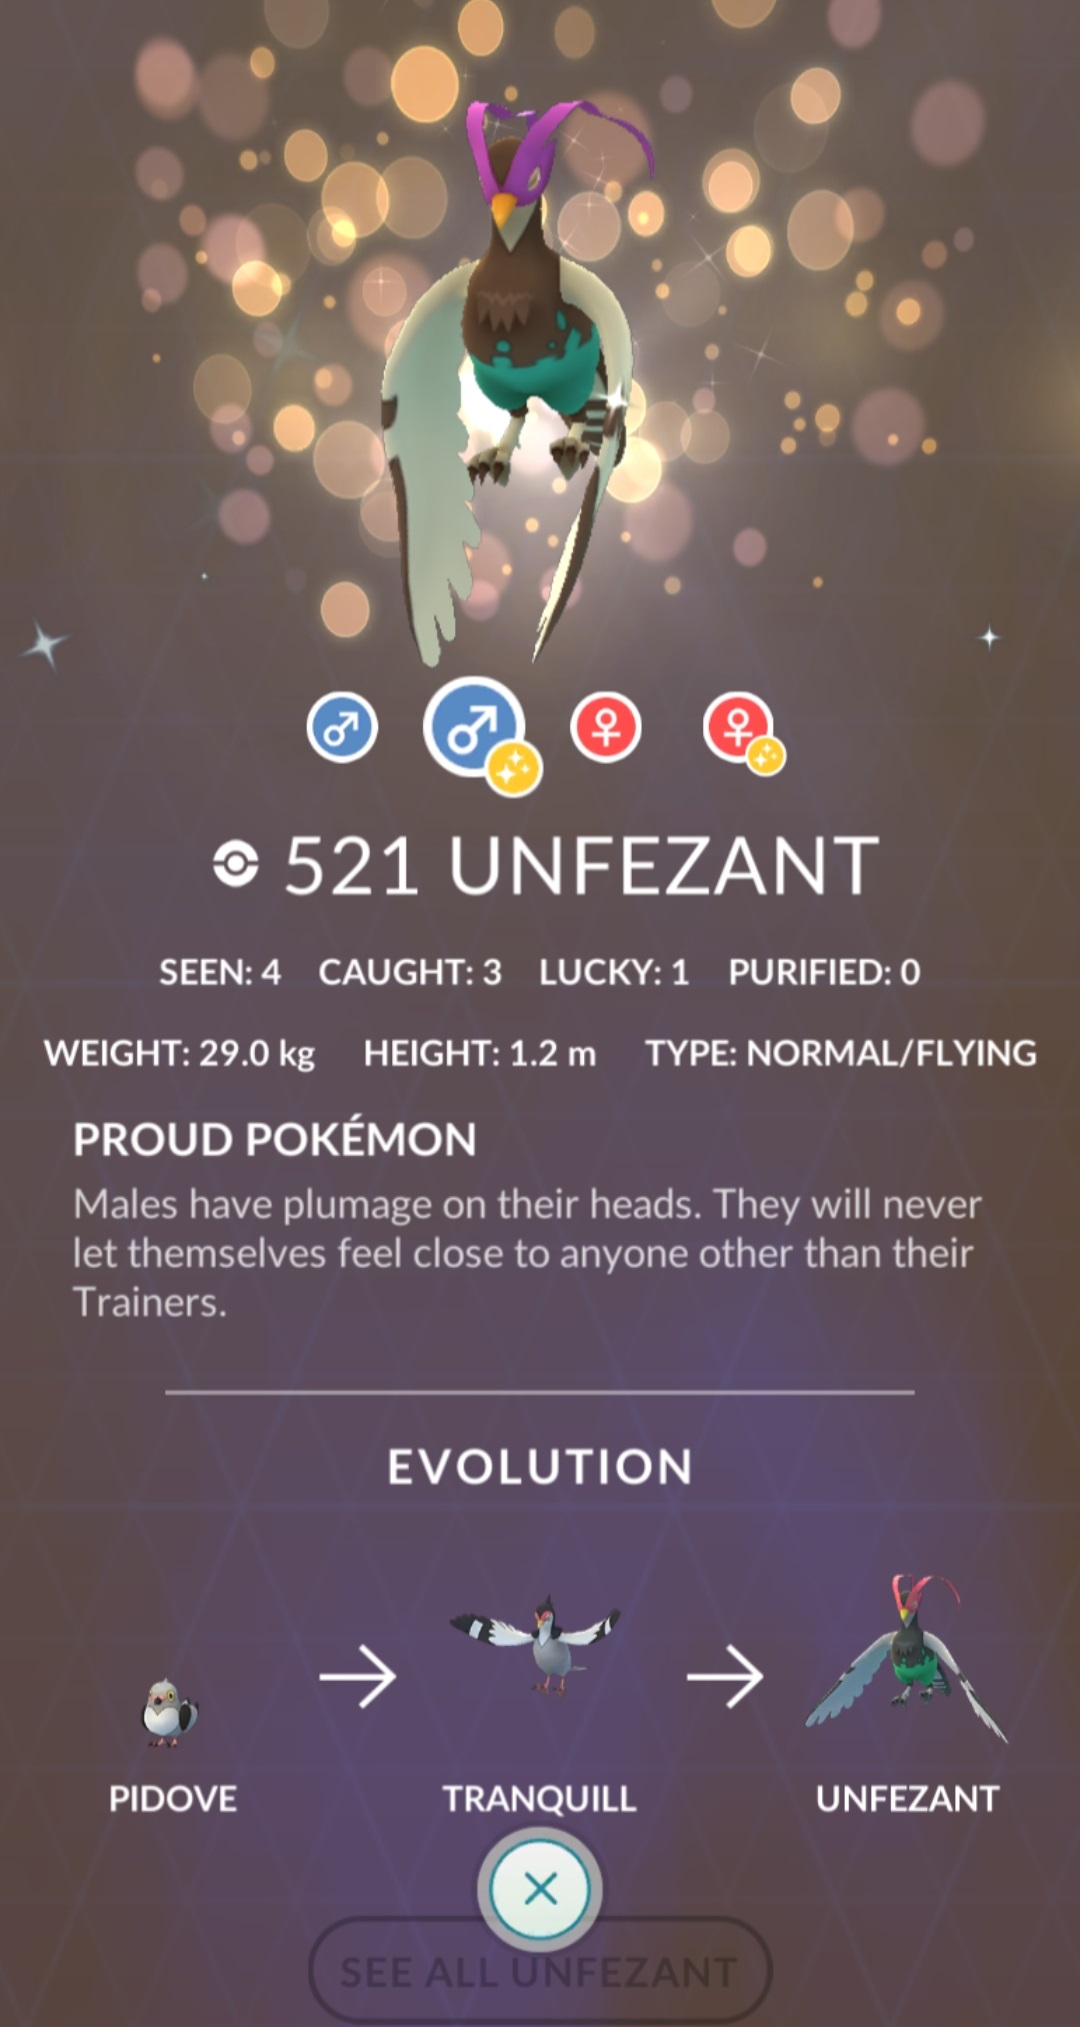 521 UNFEZANT
SEEN: 4 CAUGHT: 3 LUCKY: 1 PURIFIED: 0
WEIGHT: 29.0 kg HEIGHT: 1.2 m TYPE: NORMAL/FLYING
PROUD POKÉMON
Males have plumage on their heads. They will never
let themselves feel close to anyone other than their
Trainers.
EVOLUTION
PIDOVE TRANQUILL UNFEZANT
SEE ALL UNFEZANT